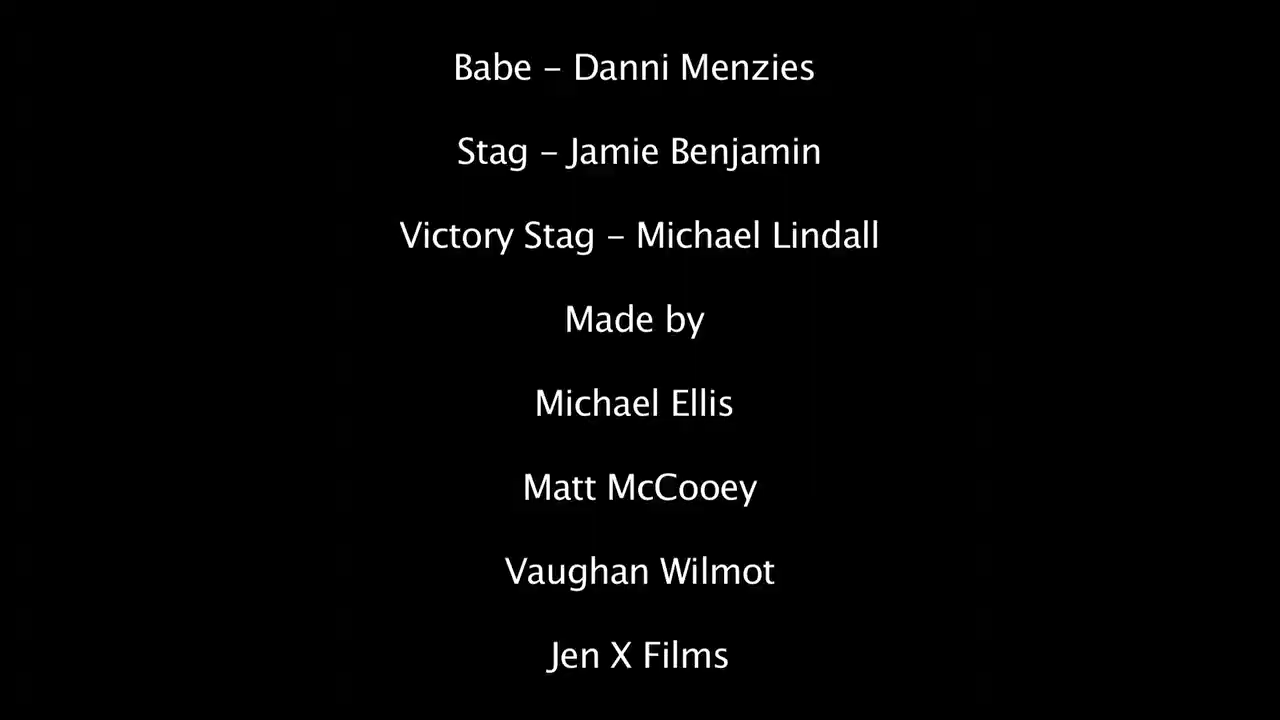 Babe – Danni Menzies
Stag – Jamie Benjamin
Victory Stag – Michael Lindall
Made by
Michael Ellis
Matt McCooey
Vaughan Wilmot
Jen X Films